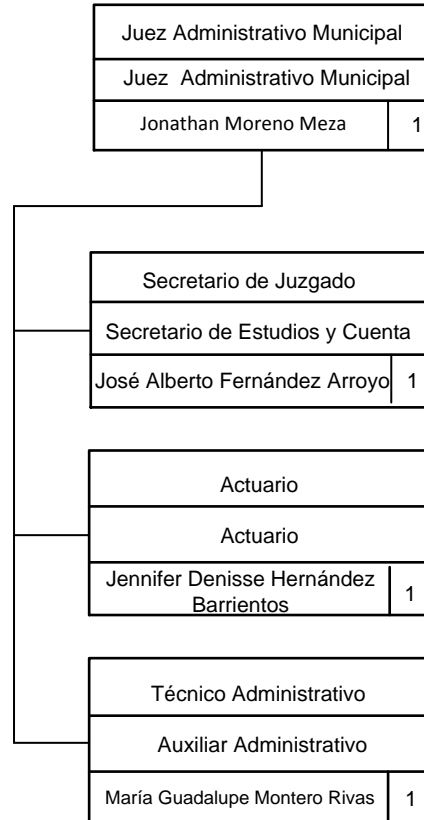 Juez Administrativo Municipal
Juez Administrativo Municipal
Jonathan Moreno Meza 1
Secretario de Juzgado
Secretario de Estudios y Cuenta
José Alberto Fernández Arroyo 1
Actuario
Actuario
Jennifer Denisse Hernández
Barrientos 1
Técnico Administrativo
Auxiliar Administrativo
María Guadalupe Montero Rivas 1